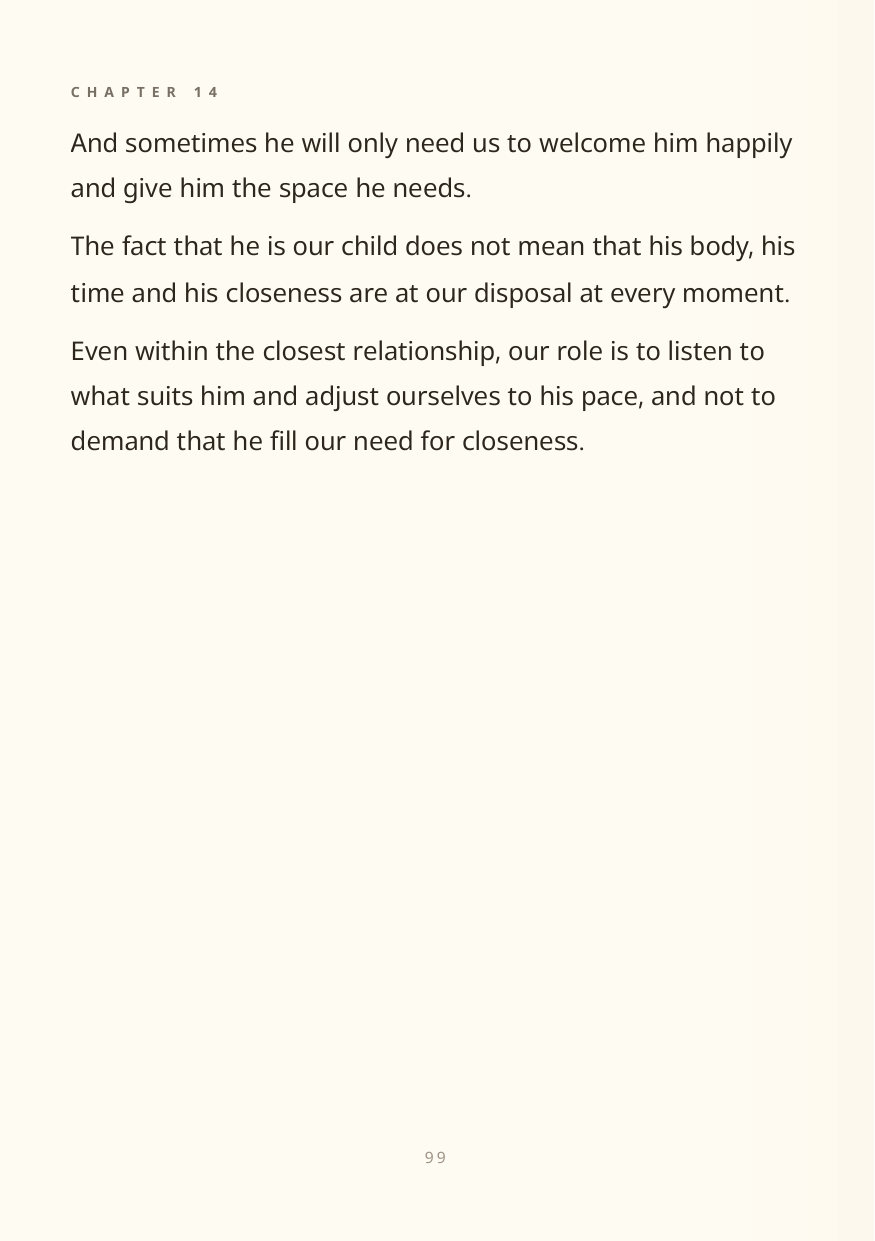 CHAPTER 14
And sometimes he will only need us to welcome him happily
and give him the space he needs.
The fact that he is our child does not mean that his body, his
time and his closeness are at our disposal at every moment.
Even within the closest relationship, our role is to listen to
what suits him and adjust ourselves to his pace, and not to
demand that he fill our need for closeness.
99